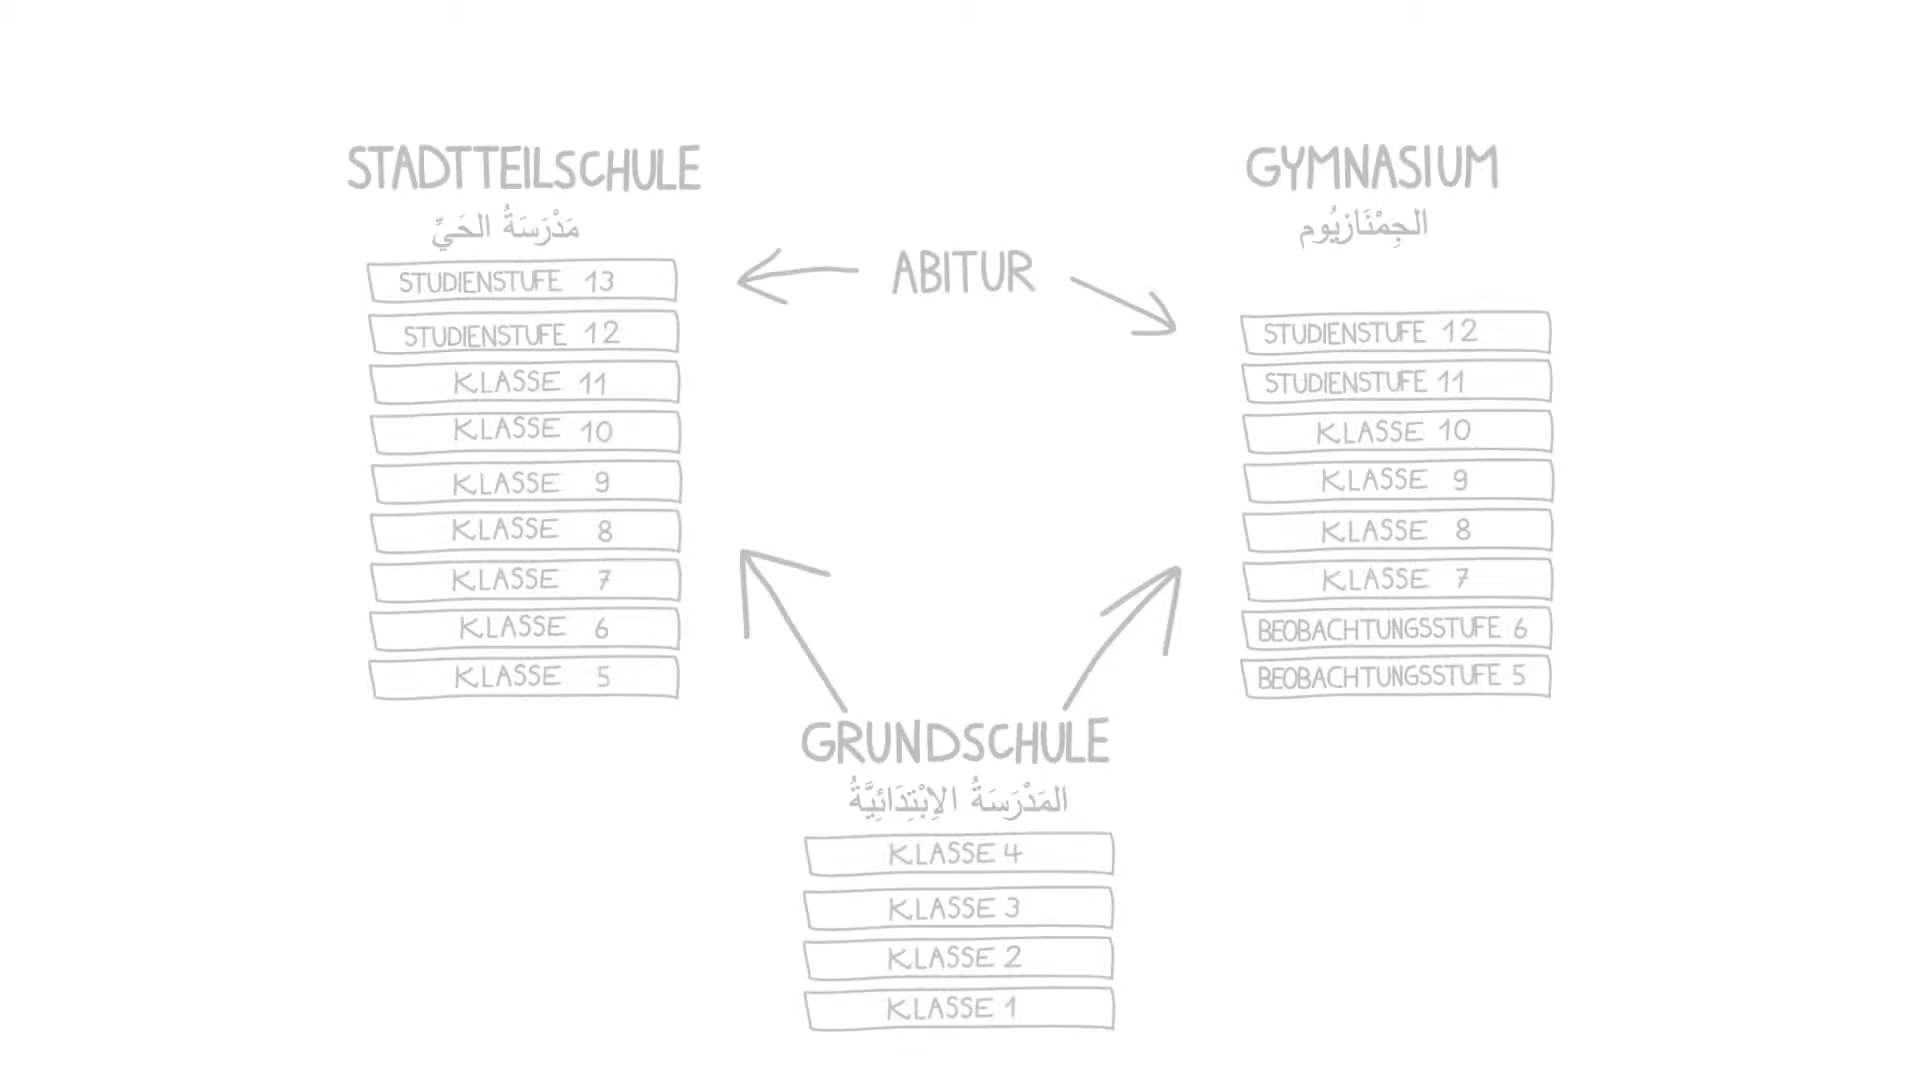 STADTTEILSCHULE
مَدْرَسَةُ الحَيِّ
STUDIENSTUFE 13
STUDIENSTUFE 12
KLASSE 11
KLASSE 10
KLASSE 9
KLASSE 8
KLASSE 7
KLASSE 6
KLASSE 5
ABITUR
GYMNASIUM
الجِمْنَازيُوم
STUDIENSTUFE 12
STUDIENSTUFE 11
KLASSE 10
KLASSE 9
KLASSE 8
KLASSE 7
BEOBACHTUNGSSTUFE 6
BEOBACHTUNGSSTUFE 5
GRUNDSCHULE
المَدْرَسَةُ الاِبْتِدَائِيَّةُ
KLASSE 4
KLASSE 3
KLASSE 2
KLASSE 1